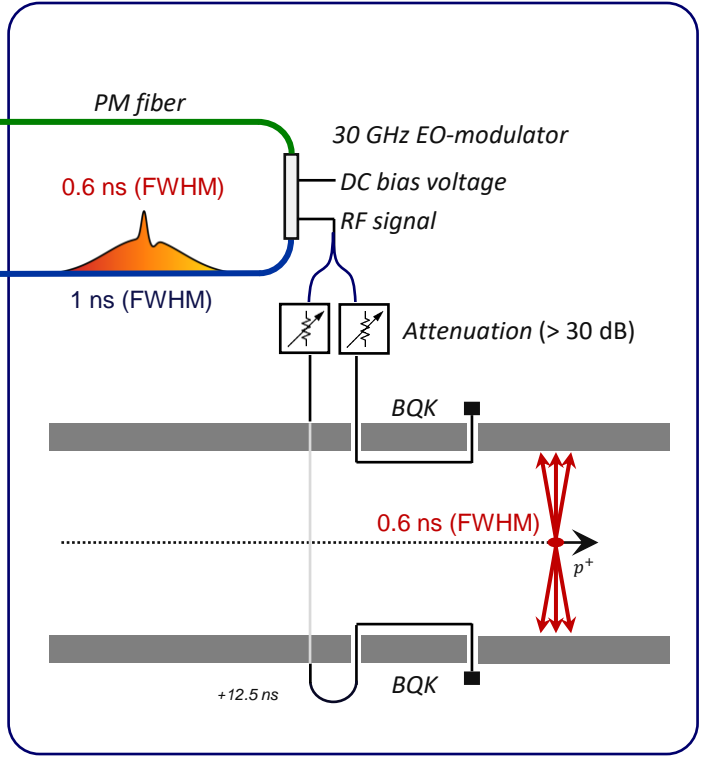 PM fiber
30 GHz EO-modulator
0.6 ns (FWHM)
DC bias voltage
RF signal
1 ns (FWHM)
Attenuation (> 30 dB)
BQK
0.6 ns (FWHM)
p⁺
BQK
+12.5 ns